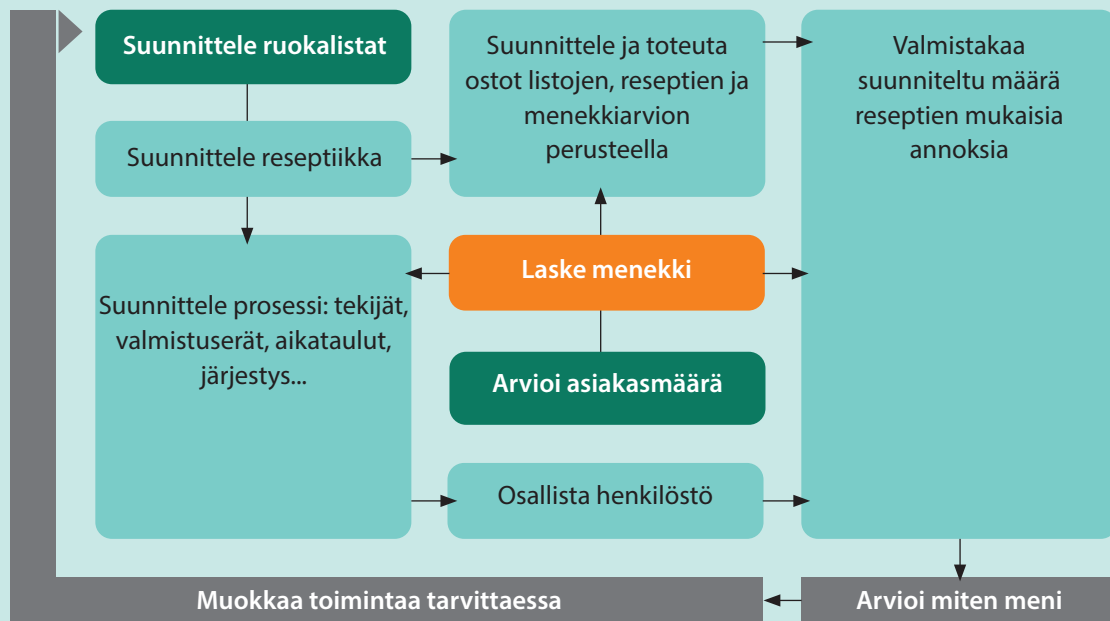 Suunnittele ruokalistat
Suunnittele reseptiikka
Suunnittele prosessi: tekijät,
valmistuserät, aikataulut,
järjestys...
Suunnittele ja toteuta
ostot listojen, reseptien ja
menekkiarvion
perusteella
Laske menekki
Arvioi asiakasmäärä
Osallista henkilöstö
Valmistakaa
suunniteltu määrä
reseptien mukaisia
annoksia
Arvioi miten meni
Muokkaa toimintaa tarvittaessa